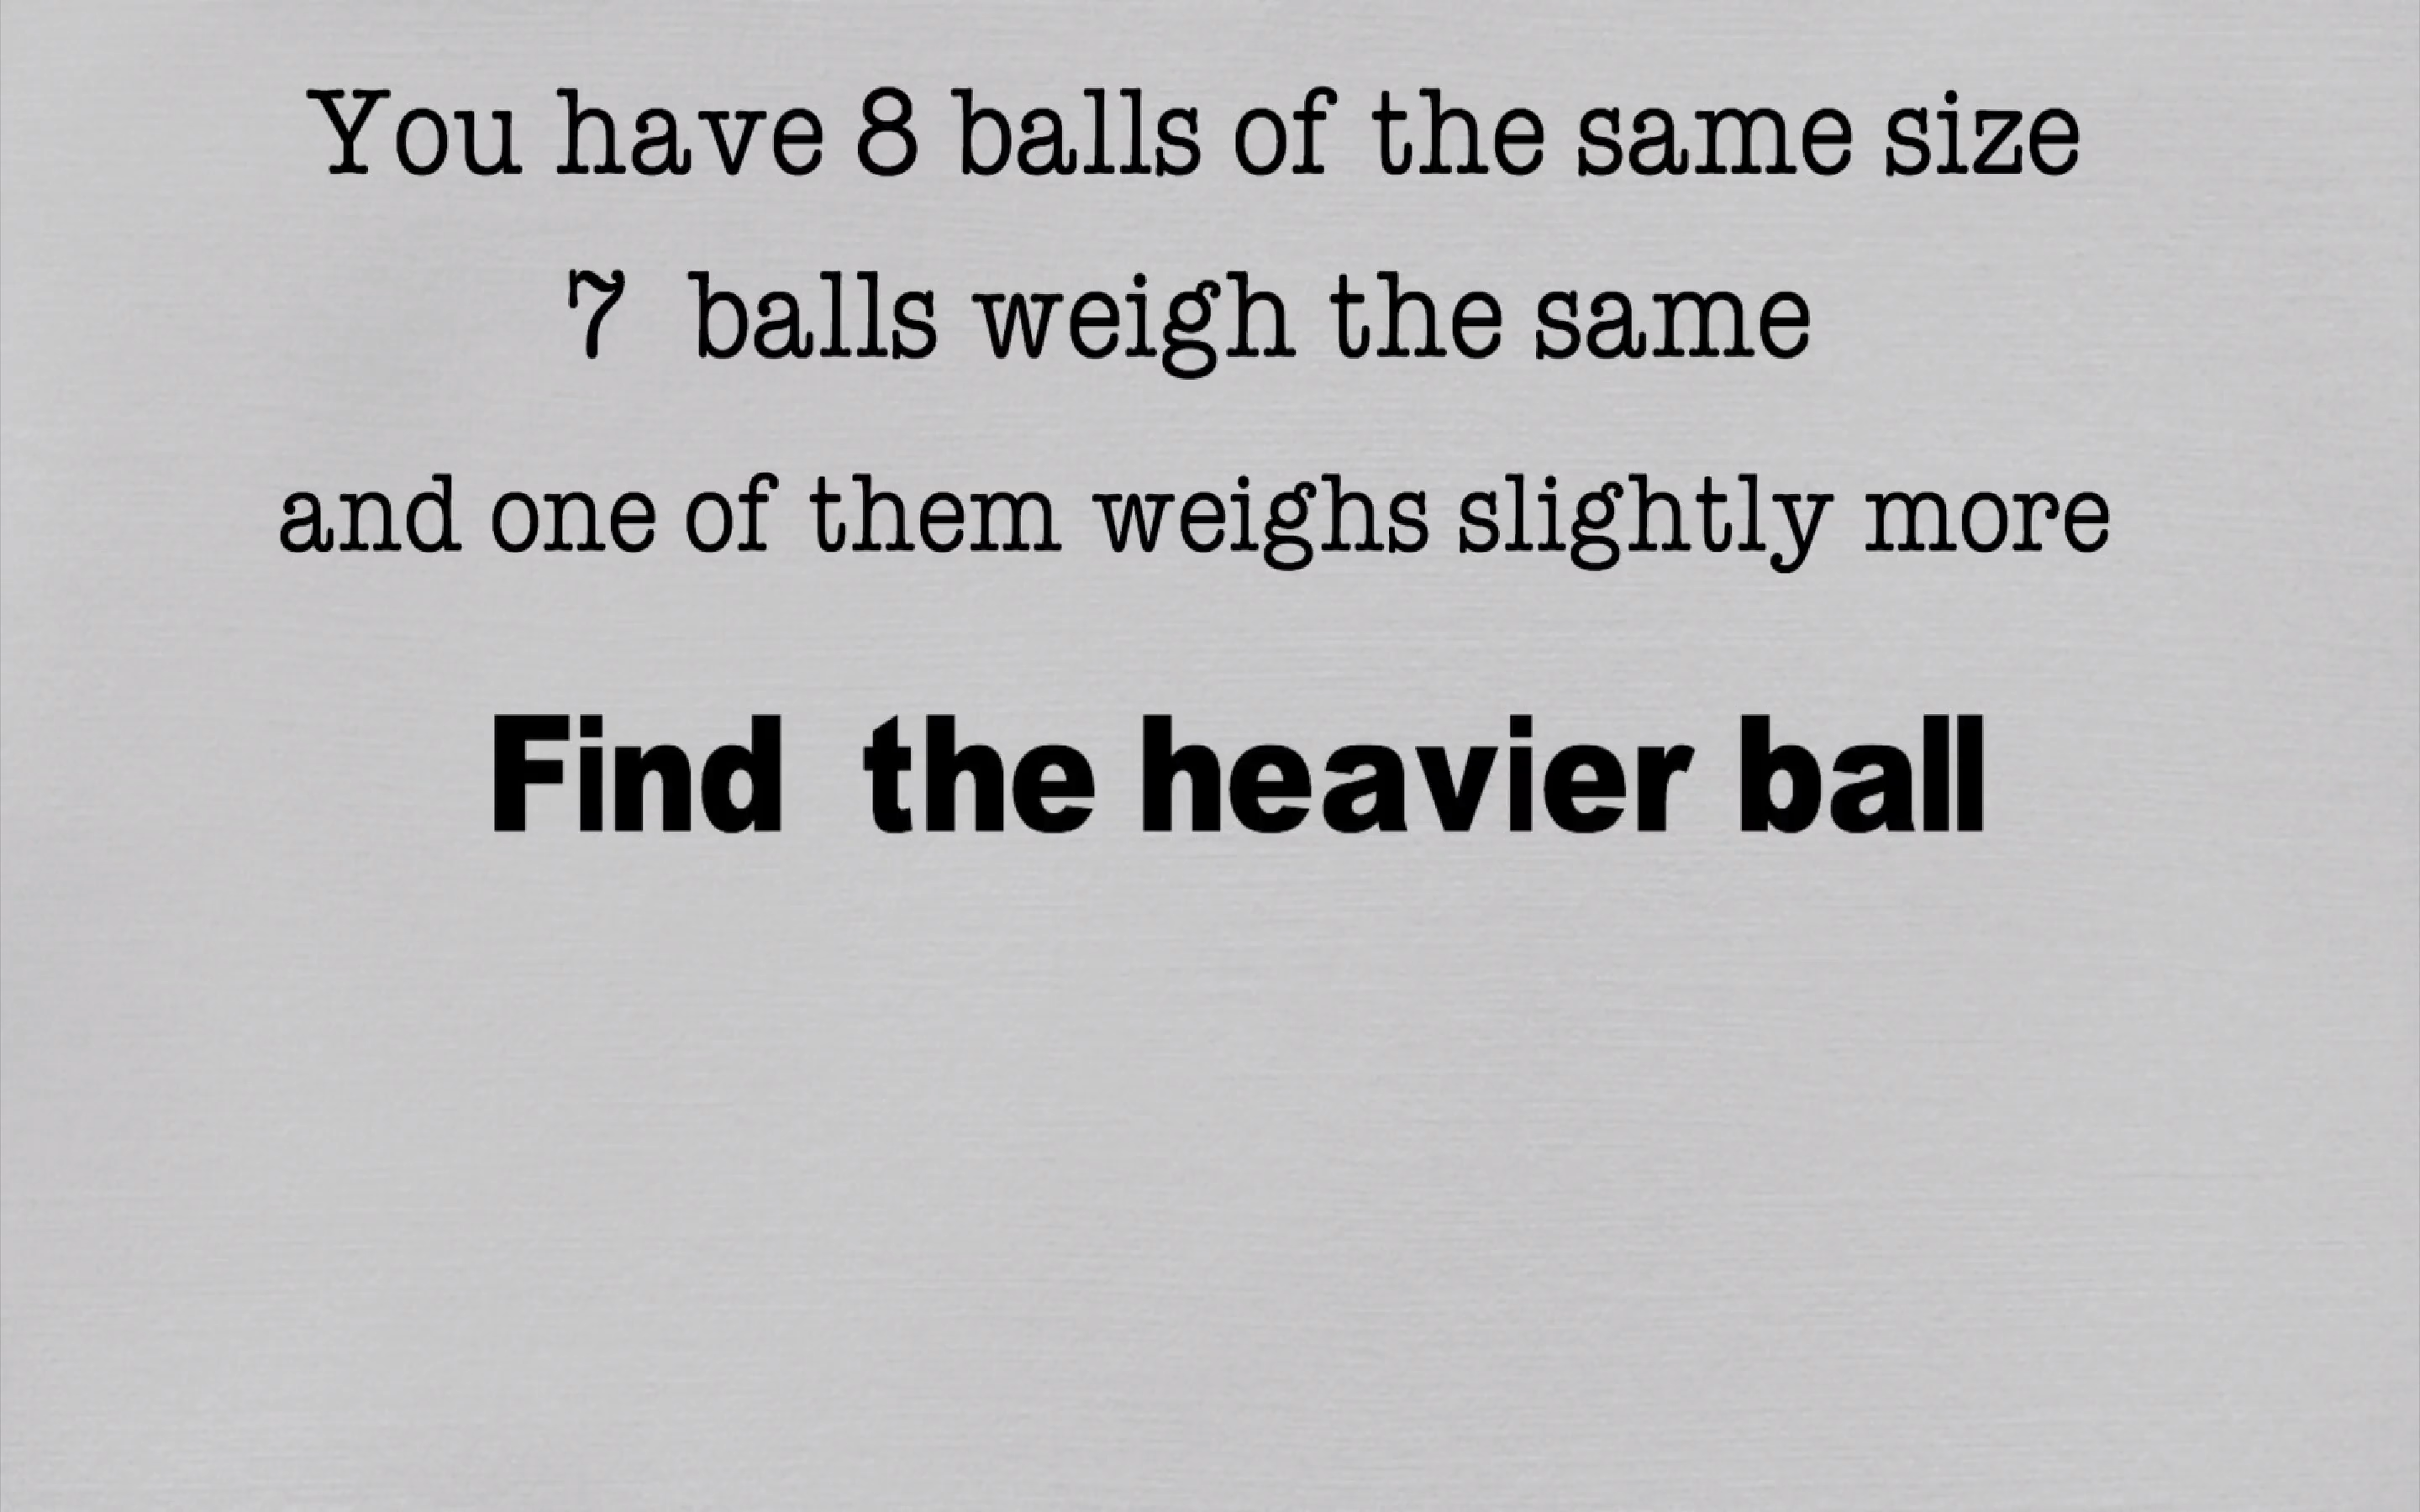 You have 8 balls of the same size
7 balls weigh the same
and one of them weighs slightly more
Find the heavier ball